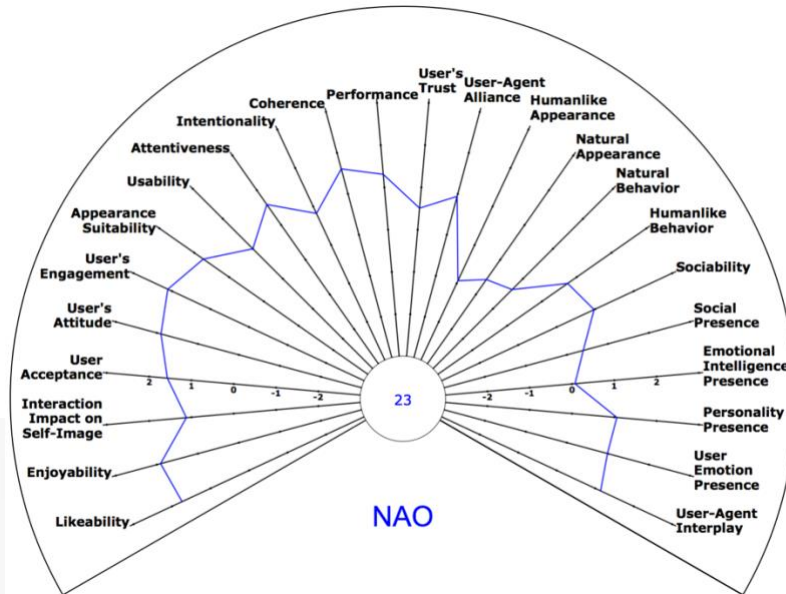 User's
Trust
User-Agent
Alliance
Performance
Humanlike
Appearance
Coherence
Intentionality
Natural
Appearance
Attentiveness
Natural
Behavior
Usability
Humanlike
Behavior
Appearance
Suitability
User's
Engagement
Sociability
User's
Attitude
Social
Presence
User
Acceptance
2 1 0 -1 -2
-2 -1 0 1 2
Emotional
Intelligence
Presence
23
Interaction
Impact on
Self-Image
Personality
Presence
Enjoyability
User
Emotion
Presence
Likeability
User-Agent
Interplay
NAO